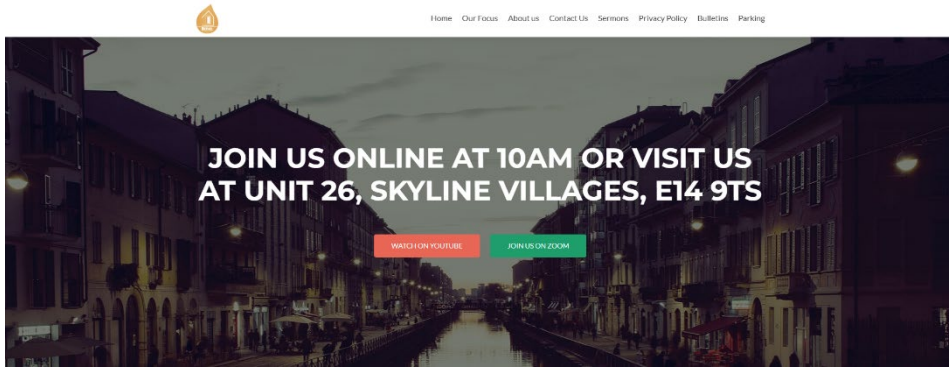 Home Our Focus About us Contact Us Sermons Privacy Policy Bulletins Parking
JOIN US ONLINE AT 10AM OR VISIT US
AT UNIT 26, SKYLINE VILLAGES, E14 9TS
WATCH ON YOUTUBE JOIN US ON ZOOM